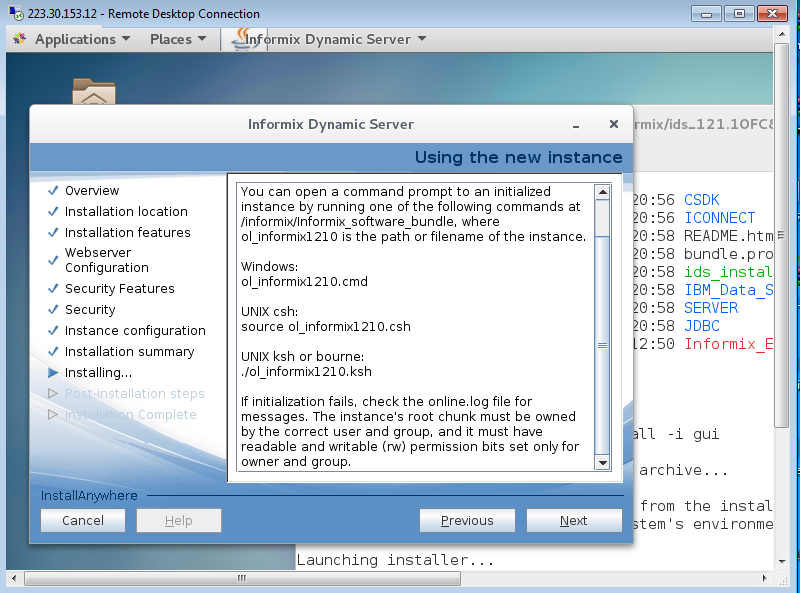 223.30.153.12 - Remote Desktop Connection
Applications Places Informix Dynamic Server
rmix/ids_121.10FC8
Informix Dynamic Server
Using the new instance
Overview
Installation location
Installation features
Webserver
Configuration
Security Features
Security
Instance configuration
Installation summary
Installing...
Post-installation steps
Installation Complete
You can open a command prompt to an initialized
instance by running one of the following commands at
/informix/Informix_software_bundle, where
ol_informix1210 is the path or filename of the instance.
Windows:
ol_informix1210.cmd
UNIX csh:
source ol_informix1210.csh
UNIX ksh or bourne:
./ol_informix1210.ksh
If initialization fails, check the online.log file for
messages. The instance's root chunk must be owned
by the correct user and group, and it must have
readable and writable (rw) permission bits set only for
owner and group.
InstallAnywhere
Cancel Help Previous Next
20:56 CSDK
20:56 ICONNECT
20:58 README.htm
20:58 bundle.pro
20:58 ids_instal
20:58 IBM_Data_S
20:58 SERVER
20:58 JDBC
12:50 Informix_E
all -i gui
archive...
from the instal
stem's environme
Launching installer...